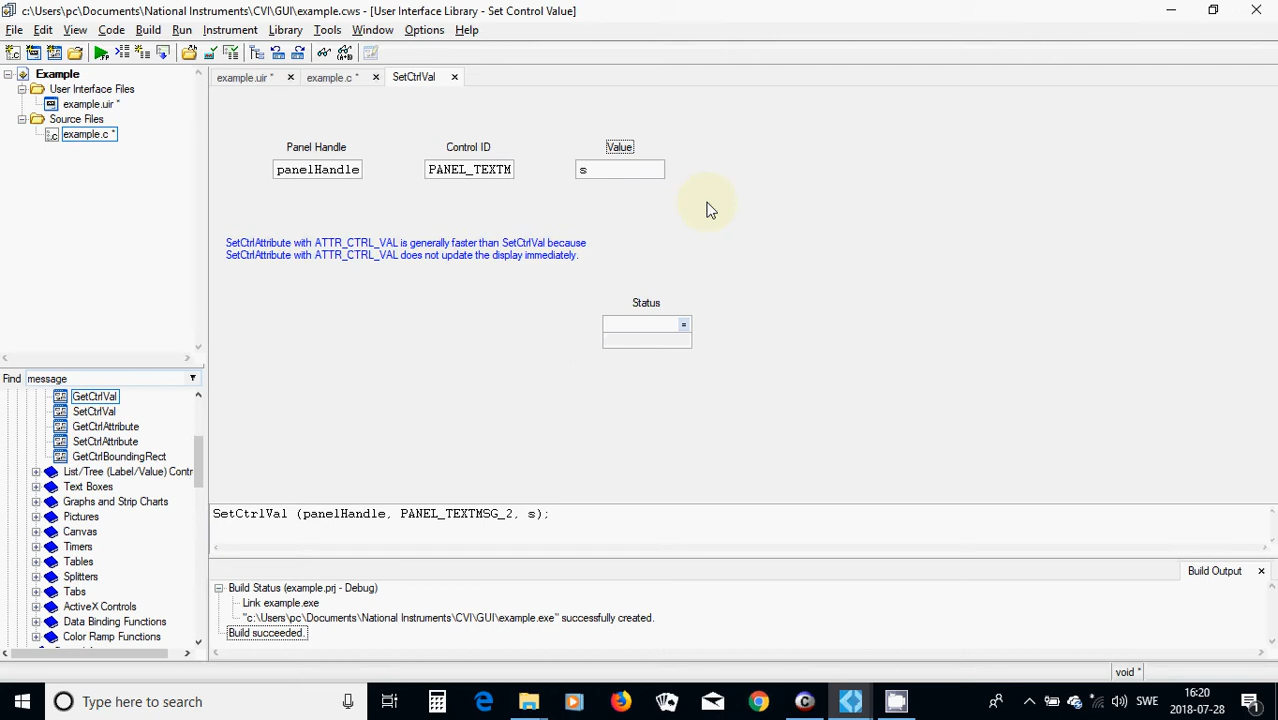 c:\Users\pc\Documents\National Instruments\CVI\GUI\example.cws - [User Interface Library - Set Control Value]
File Edit View Code Build Run Instrument Library Tools Window Options Help
Example
User Interface Files
example.uir *
Source Files
example.c *
example.uir * example.c * SetCtrlVal
Panel Handle Control ID Value
panelHandle PANEL_TEXTM s
SetCtrlAttribute with ATTR_CTRL_VAL is generally faster than SetCtrlVal because
SetCtrlAttribute with ATTR_CTRL_VAL does not update the display immediately.
Status
Find message
GetCtrlVal
SetCtrlVal
GetCtrlAttribute
SetCtrlAttribute
GetCtrlBoundingRect
List/Tree (Label/Value) Contr
Text Boxes
Graphs and Strip Charts
Pictures
Canvas
Timers
Tables
Splitters
Tabs
ActiveX Controls
Data Binding Functions
Color Ramp Functions
SetCtrlVal (panelHandle, PANEL_TEXTMSG_2, s);
Build Output
Build Status (example.prj - Debug)
Link example.exe
"c:\Users\pc\Documents\National Instruments\CVI\GUI\example.exe" successfully created.
Build succeeded.
void *
Type here to search
SWE
16:20
2018-07-28